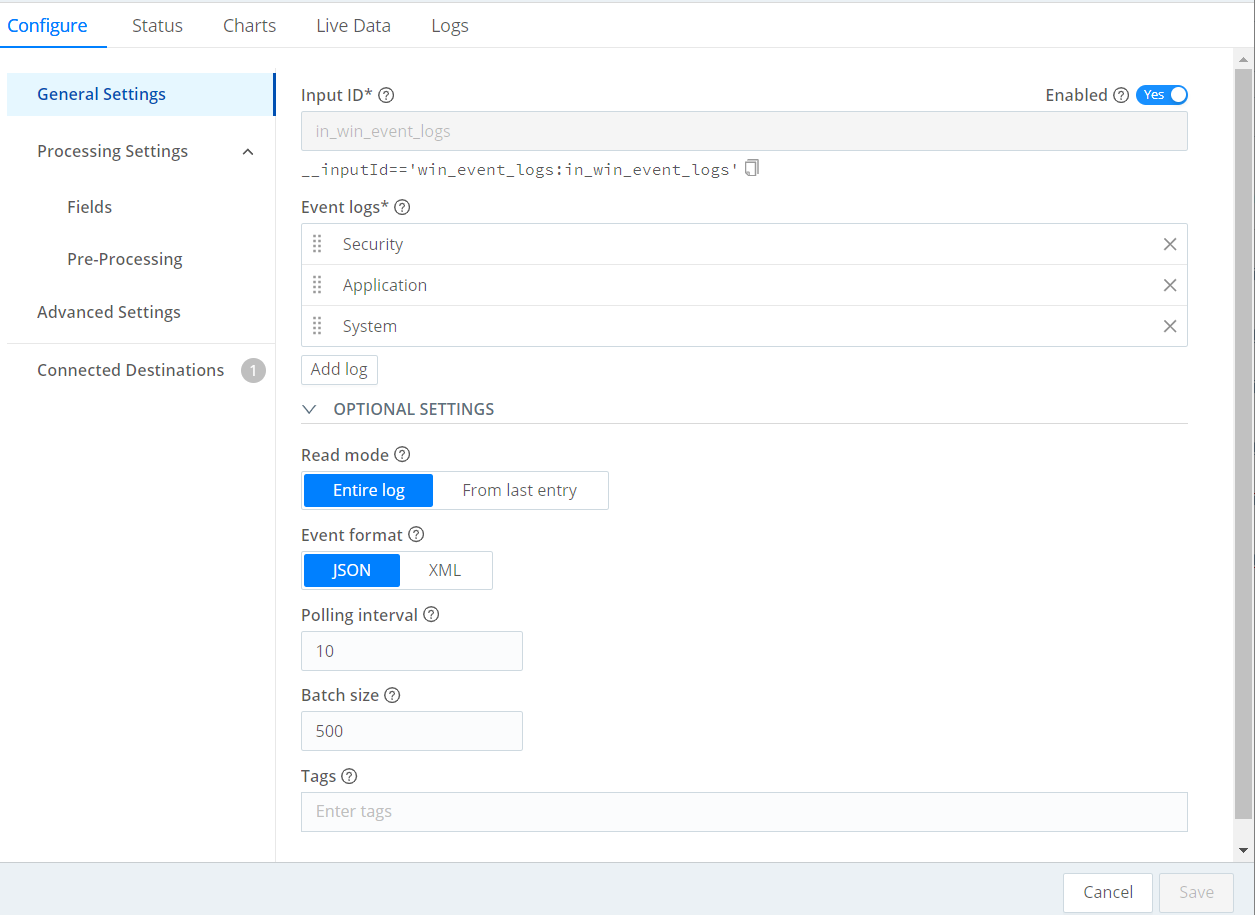 Configure Status Charts Live Data Logs
General Settings
Processing Settings
Fields
Pre-Processing
Advanced Settings
Connected Destinations 1
Input ID* ?
Enabled ? Yes
in_win_event_logs
__inputId=='win_event_logs:in_win_event_logs'
Event logs* ?
Security
Application
System
Add log
OPTIONAL SETTINGS
Read mode ?
Entire log From last entry
Event format ?
JSON XML
Polling interval ?
10
Batch size ?
500
Tags ?
Enter tags
Cancel Save